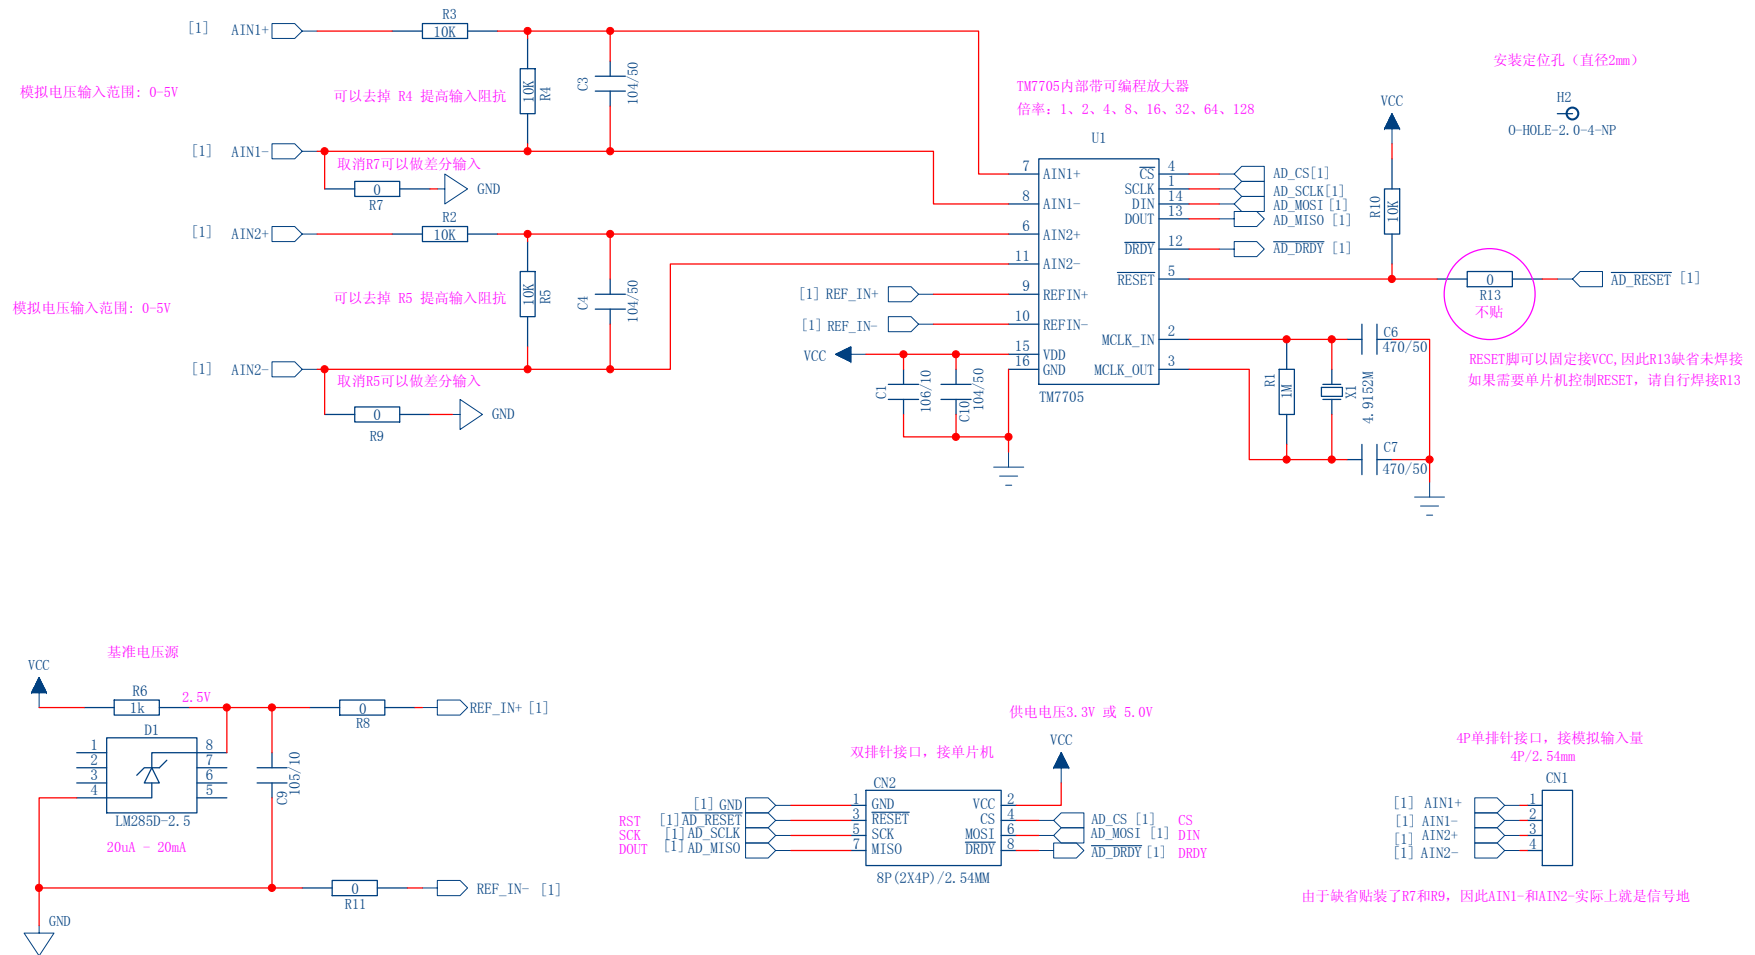 [1] AIN1+
R3
10K
模拟电压输入范围: 0-5V
可以去掉 R4 提高输入阻抗
10K
R4
C3
104/50
[1] AIN1-
取消R7可以做差分输入
0
R7
GND
[1] AIN2+
R2
10K
模拟电压输入范围: 0-5V
可以去掉 R5 提高输入阻抗
10K
R5
C4
104/50
[1] AIN2-
取消R5可以做差分输入
0
R9
GND
TM7705内部带可编程放大器
倍率: 1、2、4、8、16、32、64、128
U1
7 AIN1+
8 AIN1-
6 AIN2+
11 AIN2-
9 REFIN+
10 REFIN-
15 VDD
16 GND
CS 4
SCLK 1
DIN 14
DOUT 13
DRDY 12
RESET 5
MCLK_IN 2
MCLK_OUT 3
TM7705
[1] REF_IN+
[1] REF_IN-
VCC
C1
106/10
C10
104/50
AD_CS[1]
AD_SCLK[1]
AD_MOSI [1]
AD_MISO [1]
AD_DRDY [1]
VCC
R10
10K
0
R13
不贴
AD_RESET [1]
RESET脚可以固定接VCC,因此R13缺省未焊接
如果需要单片机控制RESET, 请自行焊接R13
R1
1M
X1
4.9152M
C6
470/50
C7
470/50
安装定位孔（直径2mm）
H2
O-HOLE-2.0-4-NP
基准电压源
VCC
R6
1k
2.5V
D1
1
2
3
4
8
7
6
5
LM285D-2.5
20uA - 20mA
C9
105/10
0
R8
REF_IN+ [1]
0
R11
REF_IN- [1]
GND
供电电压3.3V 或 5.0V
双排针接口, 接单片机
VCC
CN2
[1] GND 1 GND
RST [1] AD_RESET 3 RESET
SCK [1] AD_SCLK 5 SCK
DOUT [1] AD_MISO 7 MISO
VCC 2
CS 4 AD_CS [1] CS
MOSI 6 AD_MOSI [1] DIN
DRDY 8 AD_DRDY [1] DRDY
8P(2X4P)/2.54MM
4P单排针接口, 接模拟输入量
4P/2.54mm
CN1
[1] AIN1+ 1
[1] AIN1- 2
[1] AIN2+ 3
[1] AIN2- 4
由于缺省贴装了R7和R9, 因此AIN1-和AIN2-实际上就是信号地